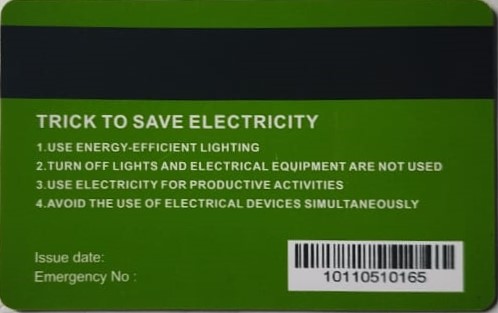 TRICK TO SAVE ELECTRICITY
1.USE ENERGY-EFFICIENT LIGHTING
2.TURN OFF LIGHTS AND ELECTRICAL EQUIPMENT ARE NOT USED
3.USE ELECTRICITY FOR PRODUCTIVE ACTIVITIES
4.AVOID THE USE OF ELECTRICAL DEVICES SIMULTANEOUSLY
Issue date:
Emergency No :
10110510165